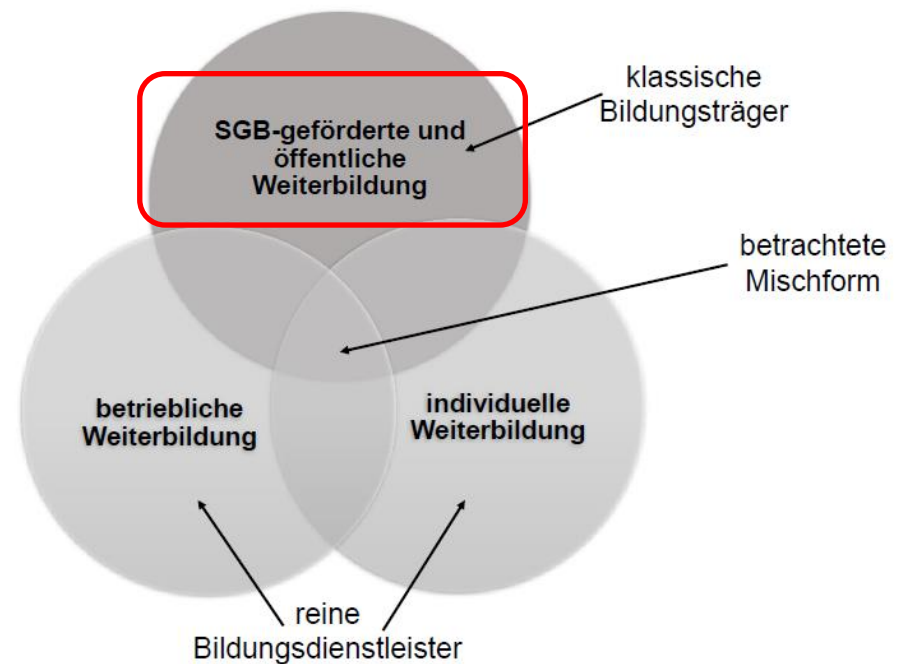 klassische
Bildungsträger
SGB-geförderte und
öffentliche
Weiterbildung
betrachtete
Mischform
betriebliche
Weiterbildung
individuelle
Weiterbildung
reine
Bildungsdienstleister